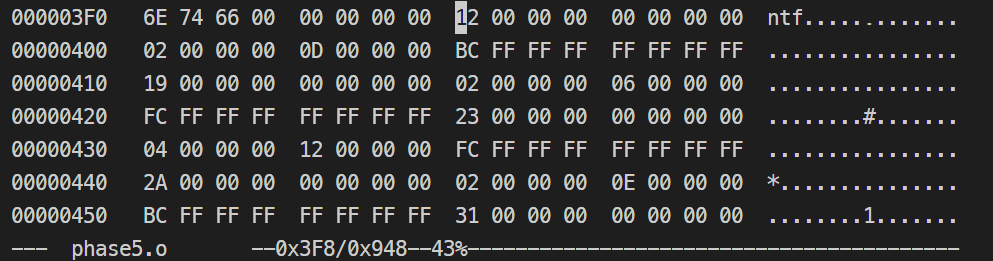 000003F0 6E 74 66 00 00 00 00 00 12 00 00 00 00 00 00 00 ntf.............
00000400 02 00 00 00 0D 00 00 00 BC FF FF FF FF FF FF FF ................
00000410 19 00 00 00 00 00 00 00 02 00 00 00 06 00 00 00 ................
00000420 FC FF FF FF FF FF FF FF 23 00 00 00 00 00 00 00 ........#.......
00000430 04 00 00 00 12 00 00 00 FC FF FF FF FF FF FF FF ................
00000440 2A 00 00 00 00 00 00 00 02 00 00 00 0E 00 00 00 *...............
00000450 BC FF FF FF FF FF FF FF 31 00 00 00 00 00 00 00 ........1.......
--- phase5.o --0x3F8/0x948--43%-----------------------------------------